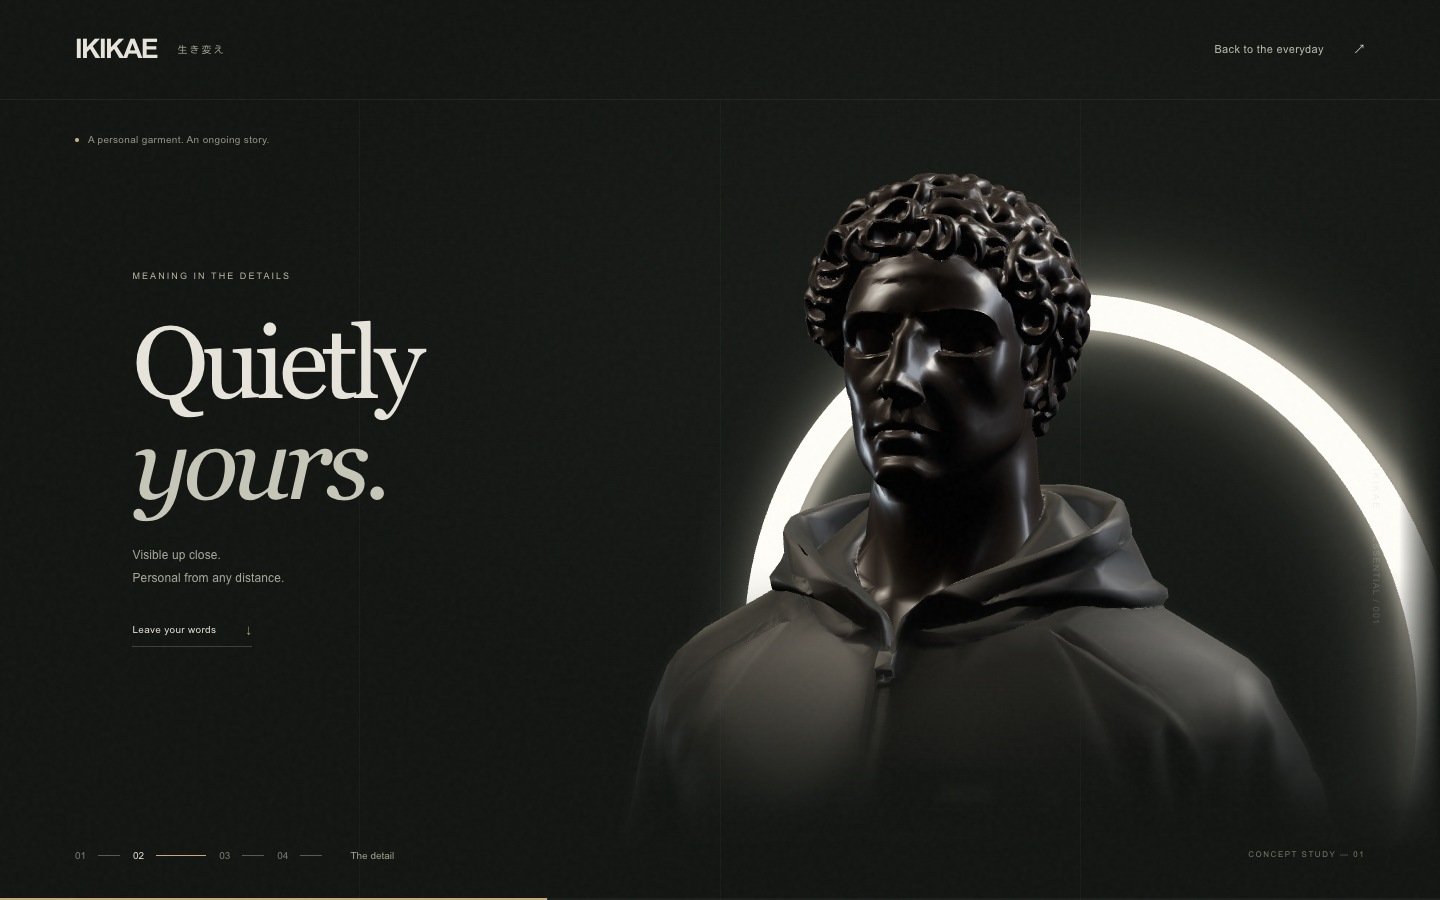 IKIKAE 生き変え
Back to the everyday ↗
A personal garment. An ongoing story.
MEANING IN THE DETAILS
Quietly
yours.
Visible up close.
Personal from any distance.
Leave your words ↓
01 02 03 04 The detail
CONCEPT STUDY — 01